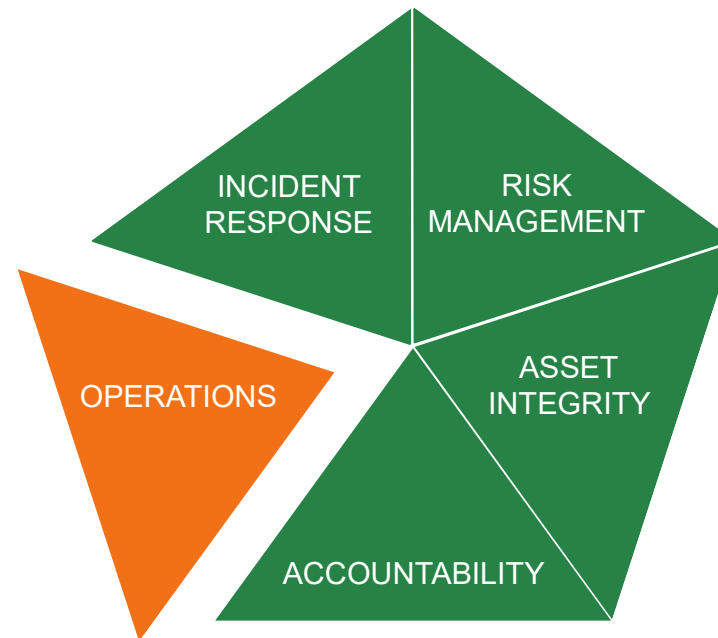 INCIDENT
RESPONSE
RISK
MANAGEMENT
ASSET
INTEGRITY
OPERATIONS
ACCOUNTABILITY